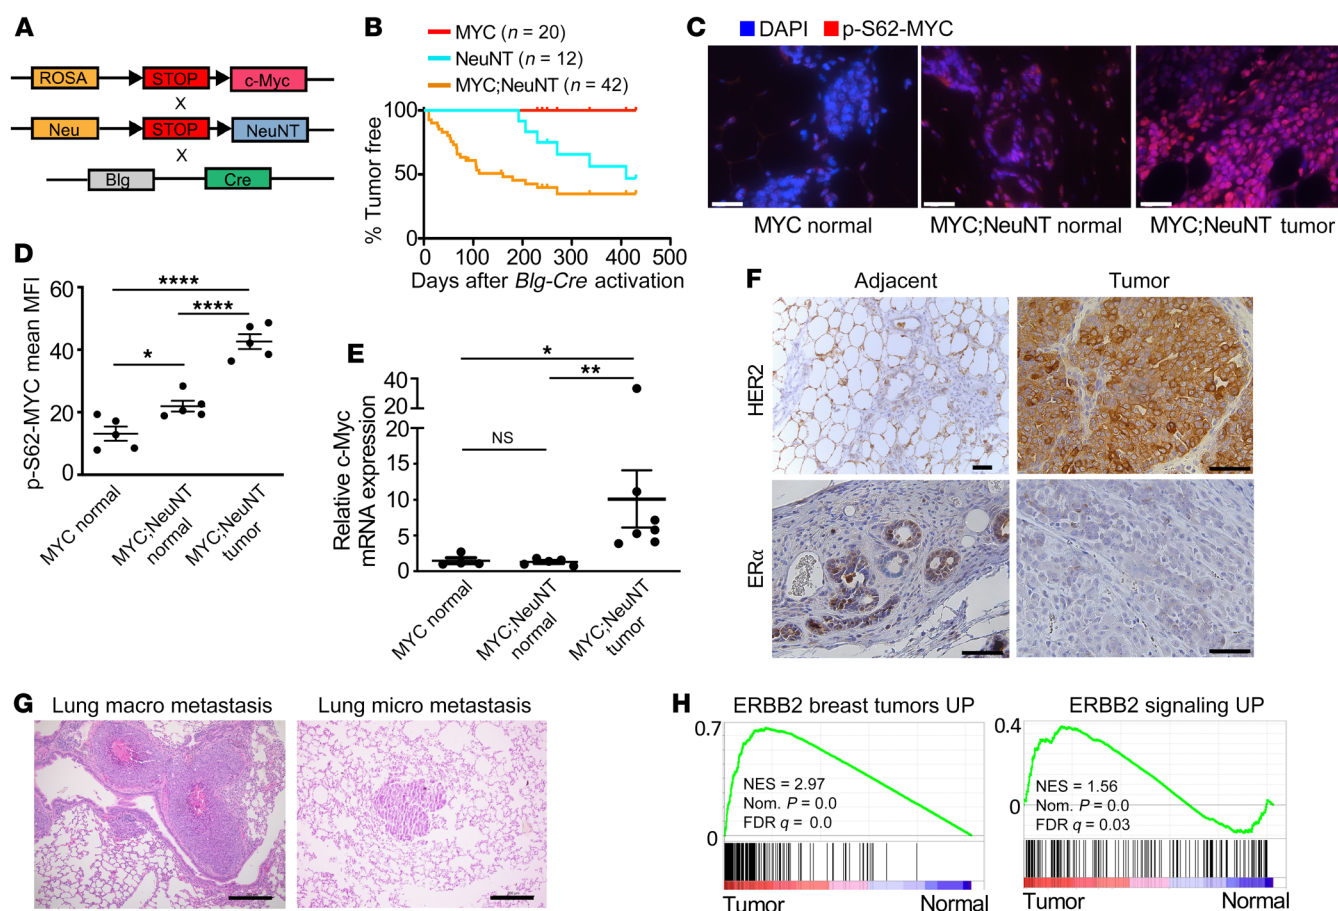 A
ROSA STOP c-Myc
X
Neu STOP NeuNT
X
Blg Cre
B
MYC (n = 20)
NeuNT (n = 12)
MYC;NeuNT (n = 42)
% Tumor free
100
50
0
0 100 200 300 400 500
Days after Blg-Cre activation
C
DAPI p-S62-MYC
MYC normal
MYC;NeuNT normal
MYC;NeuNT tumor
D
p-S62-MYC mean MFI
60
40
20
0
****
****
*
MYC normal
MYC;NeuNT
normal
MYC;NeuNT
tumor
E
Relative c-Myc
mRNA expression
40
20
20
15
10
5
0
*
**
NS
MYC normal
MYC;NeuNT
normal
MYC;NeuNT
tumor
F
Adjacent Tumor
HER2
ERα
G
Lung macro metastasis
Lung micro metastasis
H
ERBB2 breast tumors UP
0.7
0
NES = 2.97
Nom. P = 0.0
FDR q = 0.0
Tumor Normal
ERBB2 signaling UP
0.4
0
NES = 1.56
Nom. P = 0.0
FDR q = 0.03
Tumor Normal